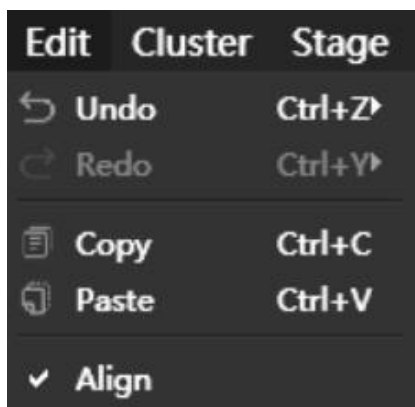 Edit Cluster Stage
Undo Ctrl+Z
Redo Ctrl+Y
Copy Ctrl+C
Paste Ctrl+V
Align